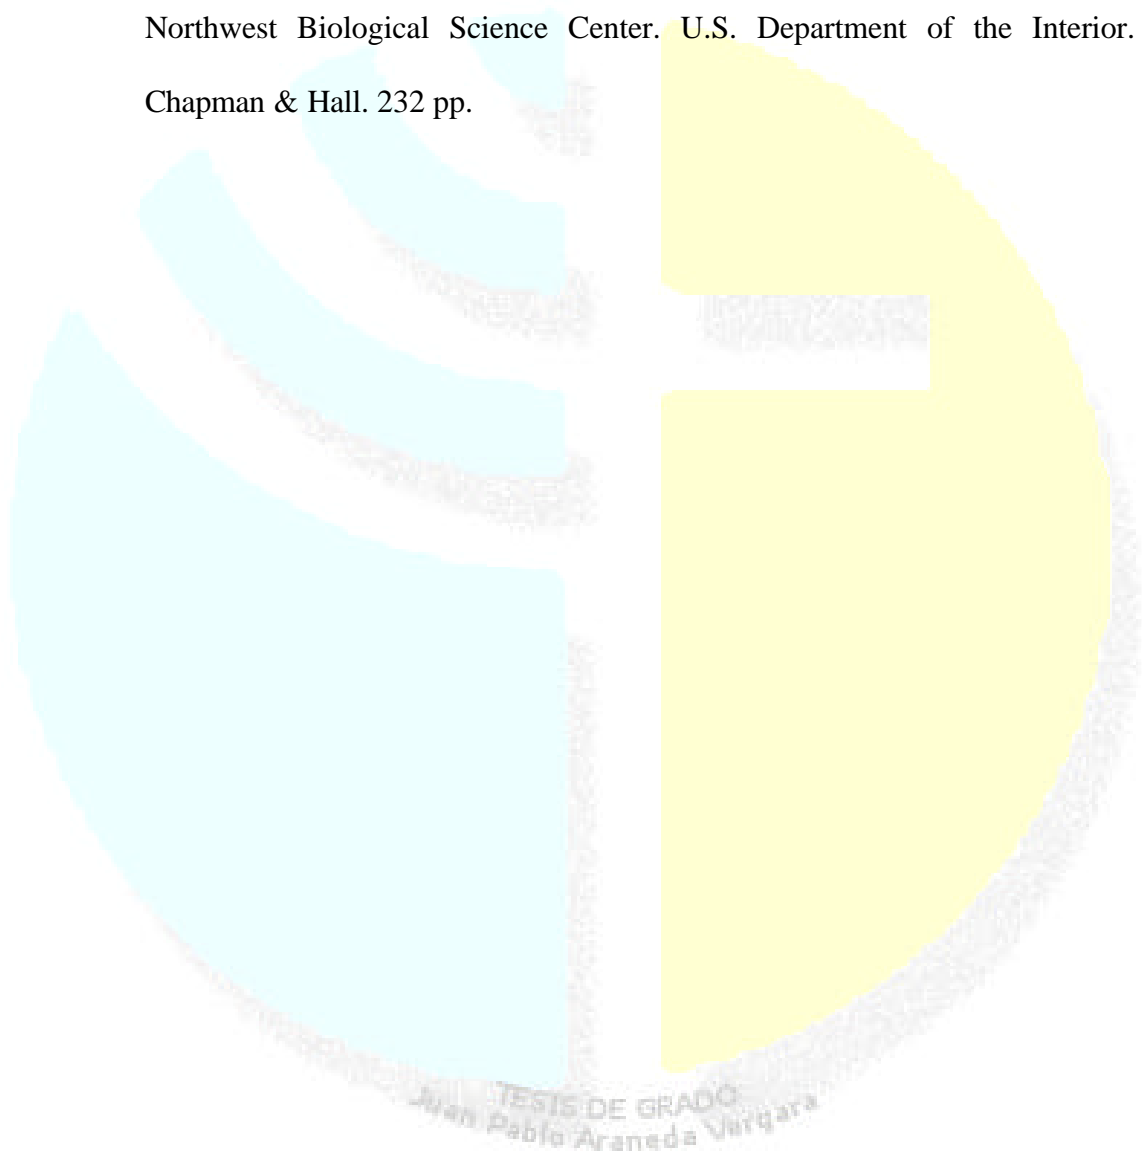 Northwest Biological Science Center. U.S. Department of the Interior.
Chapman & Hall. 232 pp.
TESIS DE GRADO
Juan Pablo Araneda Vergara